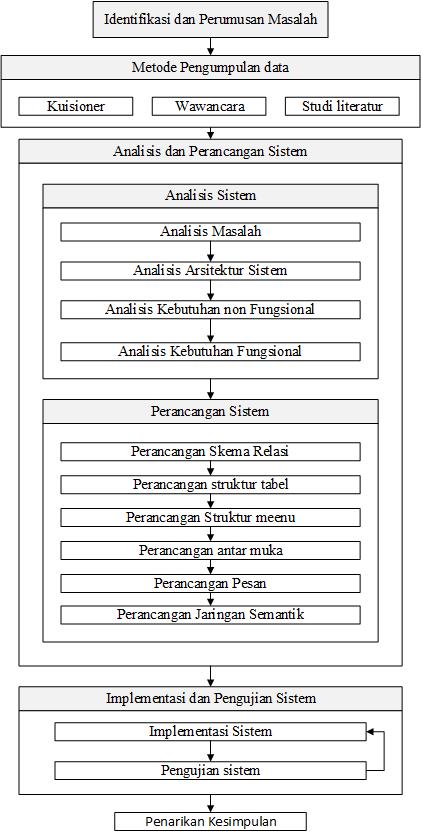 Identifikasi dan Perumusan Masalah
Metode Pengumpulan data
Kuisioner
Wawancara
Studi literatur
Analisis dan Perancangan Sistem
Analisis Sistem
Analisis Masalah
Analisis Arsitektur Sistem
Analisis Kebutuhan non Fungsional
Analisis Kebutuhan Fungsional
Perancangan Sistem
Perancangan Skema Relasi
Perancangan struktur tabel
Perancangan Struktur meenu
Perancangan antar muka
Perancangan Pesan
Perancangan Jaringan Semantik
Implementasi dan Pengujian Sistem
Implementasi Sistem
Pengujian sistem
Penarikan Kesimpulan